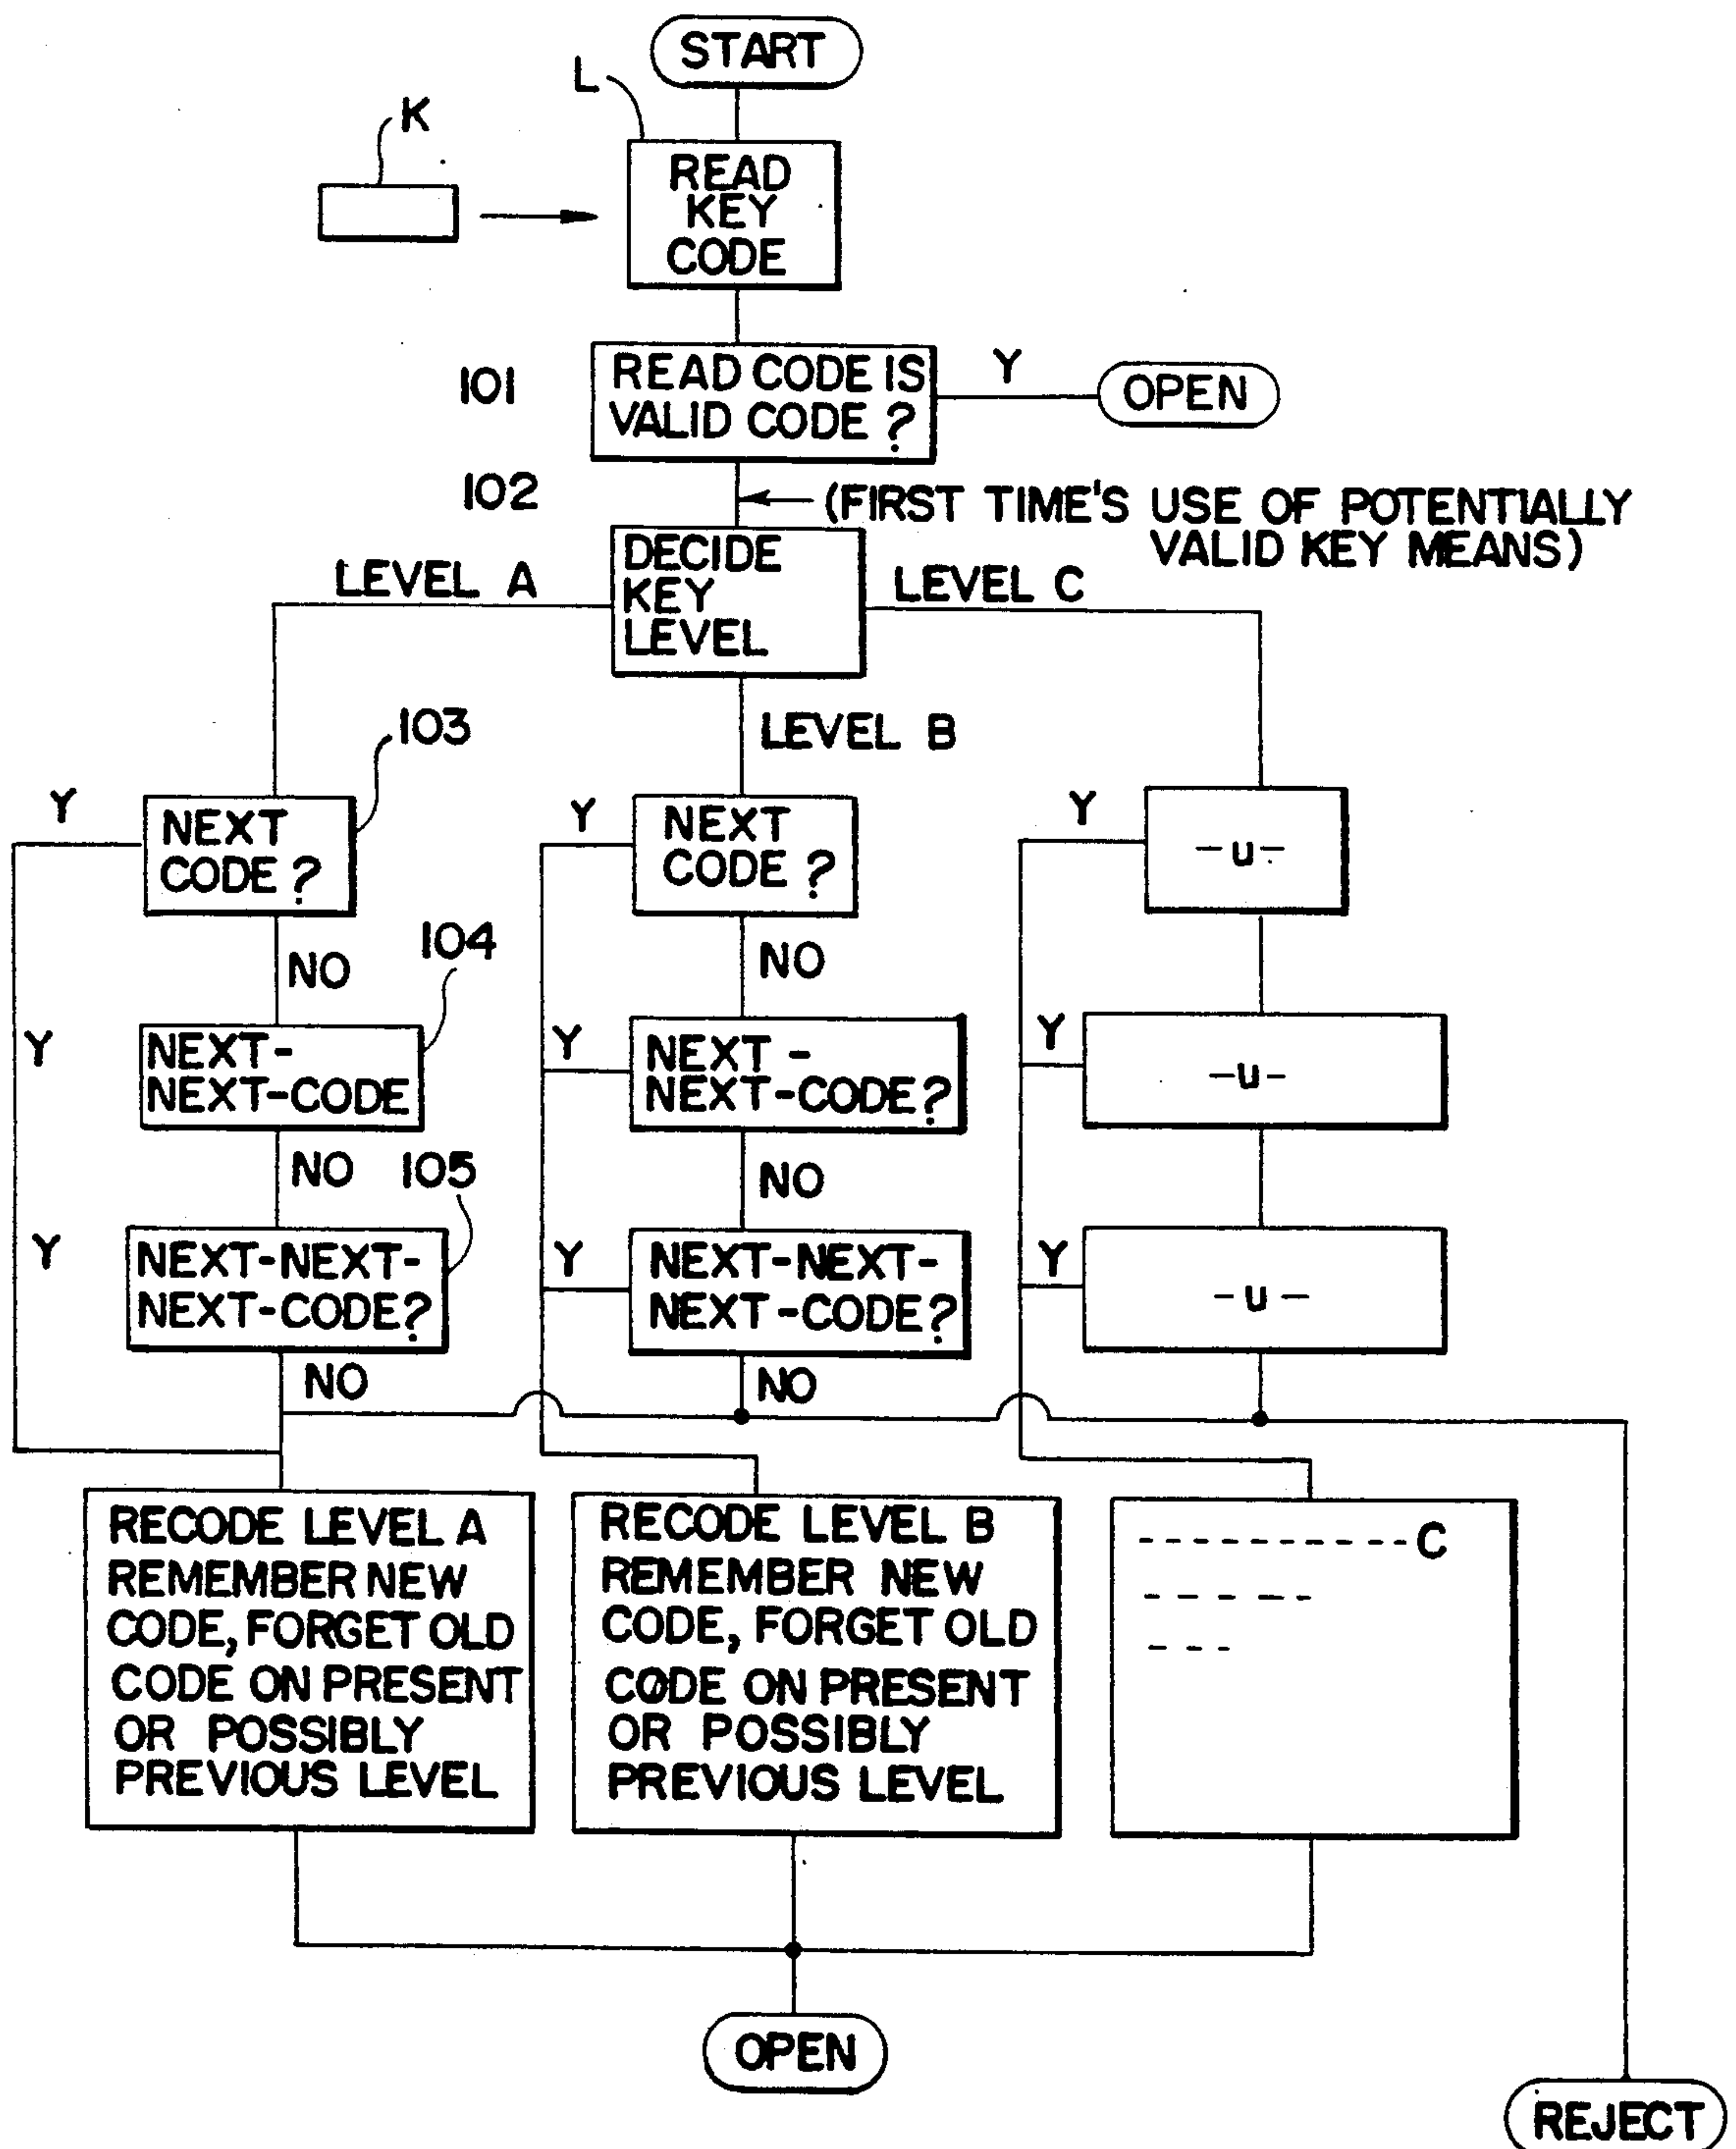 START
L
K
READ
KEY
CODE
101
READ CODE IS
VALID CODE ?
Y
OPEN
102
(FIRST TIME'S USE OF POTENTIALLY
VALID KEY MEANS)
DECIDE
KEY
LEVEL
LEVEL A
LEVEL C
LEVEL B
103
Y
NEXT
CODE ?
Y
NEXT
CODE ?
Y
-u-
NO
104
NO
Y
NEXT-
NEXT-CODE
Y
NEXT -
NEXT-CODE?
Y
-u-
NO
105
NO
Y
NEXT-NEXT-
NEXT-CODE?
Y
NEXT-NEXT-
NEXT-CODE?
Y
-u-
NO
NO
RECODE LEVEL A
REMEMBER NEW
CODE, FORGET OLD
CODE ON PRESENT
OR POSSIBLY
PREVIOUS LEVEL
RECODE LEVEL B
REMEMBER NEW
CODE, FORGET OLD
CODE ON PRESENT
OR POSSIBLY
PREVIOUS LEVEL
----------C
-----
---
OPEN
REJECT